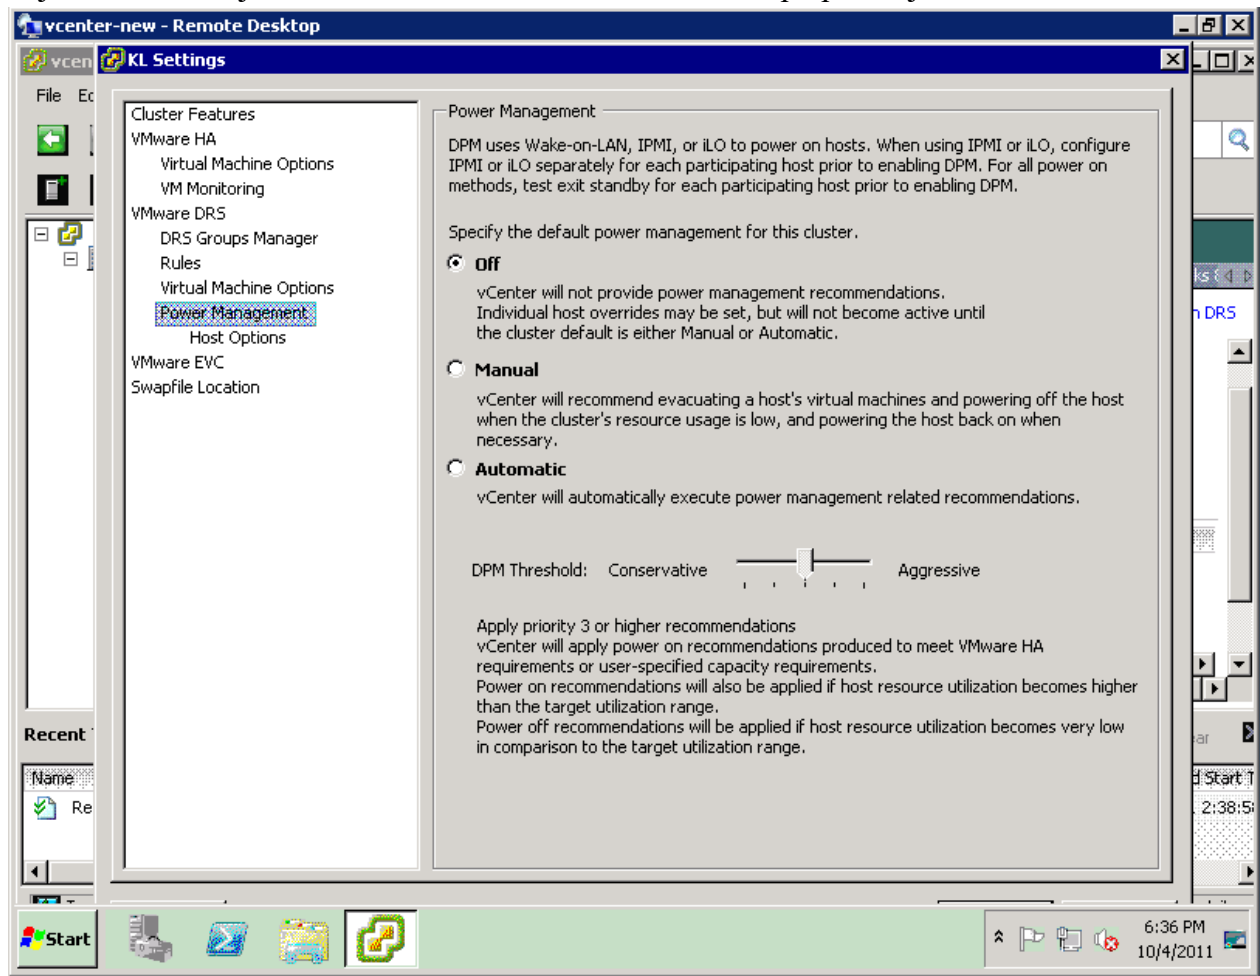 vcenter-new - Remote Desktop
vcen
KL Settings
File Ed
Cluster Features
VMware HA
Virtual Machine Options
VM Monitoring
VMware DRS
DRS Groups Manager
Rules
Virtual Machine Options
Power Management
Host Options
VMware EVC
Swapfile Location
Power Management
DPM uses Wake-on-LAN, IPMI, or iLO to power on hosts. When using IPMI or iLO, configure
IPMI or iLO separately for each participating host prior to enabling DPM. For all power on
methods, test exit standby for each participating host prior to enabling DPM.
Specify the default power management for this cluster.
Off
vCenter will not provide power management recommendations.
Individual host overrides may be set, but will not become active until
the cluster default is either Manual or Automatic.
Manual
vCenter will recommend evacuating a host's virtual machines and powering off the host
when the cluster's resource usage is low, and powering the host back on when
necessary.
Automatic
vCenter will automatically execute power management related recommendations.
DPM Threshold: Conservative Aggressive
Apply priority 3 or higher recommendations
vCenter will apply power on recommendations produced to meet VMware HA
requirements or user-specified capacity requirements.
Power on recommendations will also be applied if host resource utilization becomes higher
than the target utilization range.
Power off recommendations will be applied if host resource utilization becomes very low
in comparison to the target utilization range.
n DRS
Recent
ear
Name
d Start T
Re
2:38:5
Start
6:36 PM
10/4/2011